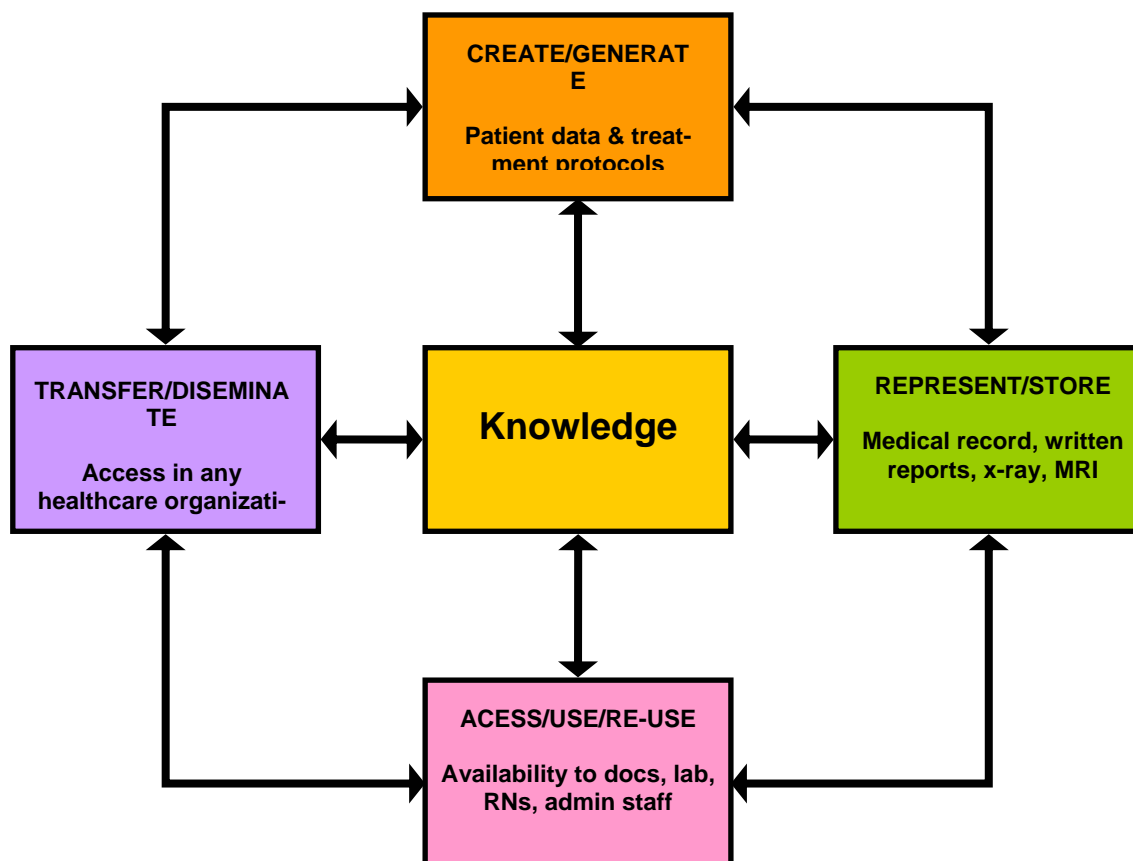 CREATE/GENERAT
E
Patient data & treat-
ment protocols
TRANSFER/DISEMINA
TE
Access in any
healthcare organizati-
Knowledge
REPRESENT/STORE
Medical record, written
reports, x-ray, MRI
ACESS/USE/RE-USE
Availability to docs, lab,
RNs, admin staff